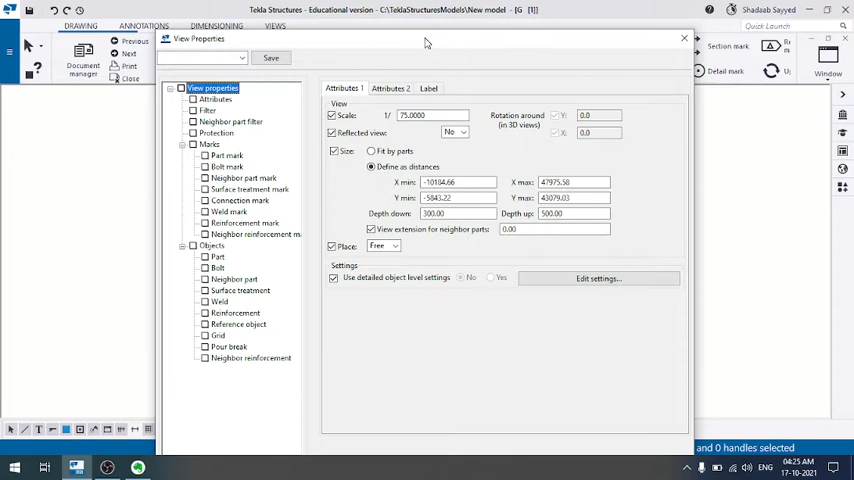 Tekla Structures - Educational version - C:\TeklaStructuresModels\New model - [G [1]]
Shadaab Sayyed
DRAWING ANNOTATIONS DIMENSIONING VIEWS
Quick Launch
Document manager
Previous
Next
Print
Close
View Properties
Save
Section mark
Detail mark
Window
View properties
Attributes
Filter
Neighbor part filter
Protection
Marks
Part mark
Bolt mark
Neighbor part mark
Surface treatment mark
Connection mark
Weld mark
Reinforcement mark
Neighbor reinforcement m
Objects
Part
Bolt
Neighbor part
Surface treatment
Weld
Reinforcement
Reference object
Grid
Pour break
Neighbor reinforcement
Attributes 1 Attributes 2 Label
View
Scale: 1/ 75.0000 Rotation around (in 3D views) Y: 0.0
Reflected view: No X: 0.0
Size: Fit by parts
Define as distances
X min: -10184.66 X max: 47975.58
Y min: -5843.22 Y max: 43079.03
Depth down: 300.00 Depth up: 500.00
View extension for neighbor parts: 0.00
Place: Free
Settings
Use detailed object level settings No Yes Edit settings...
and 0 handles selected
ENG
04:25 AM
17-10-2021